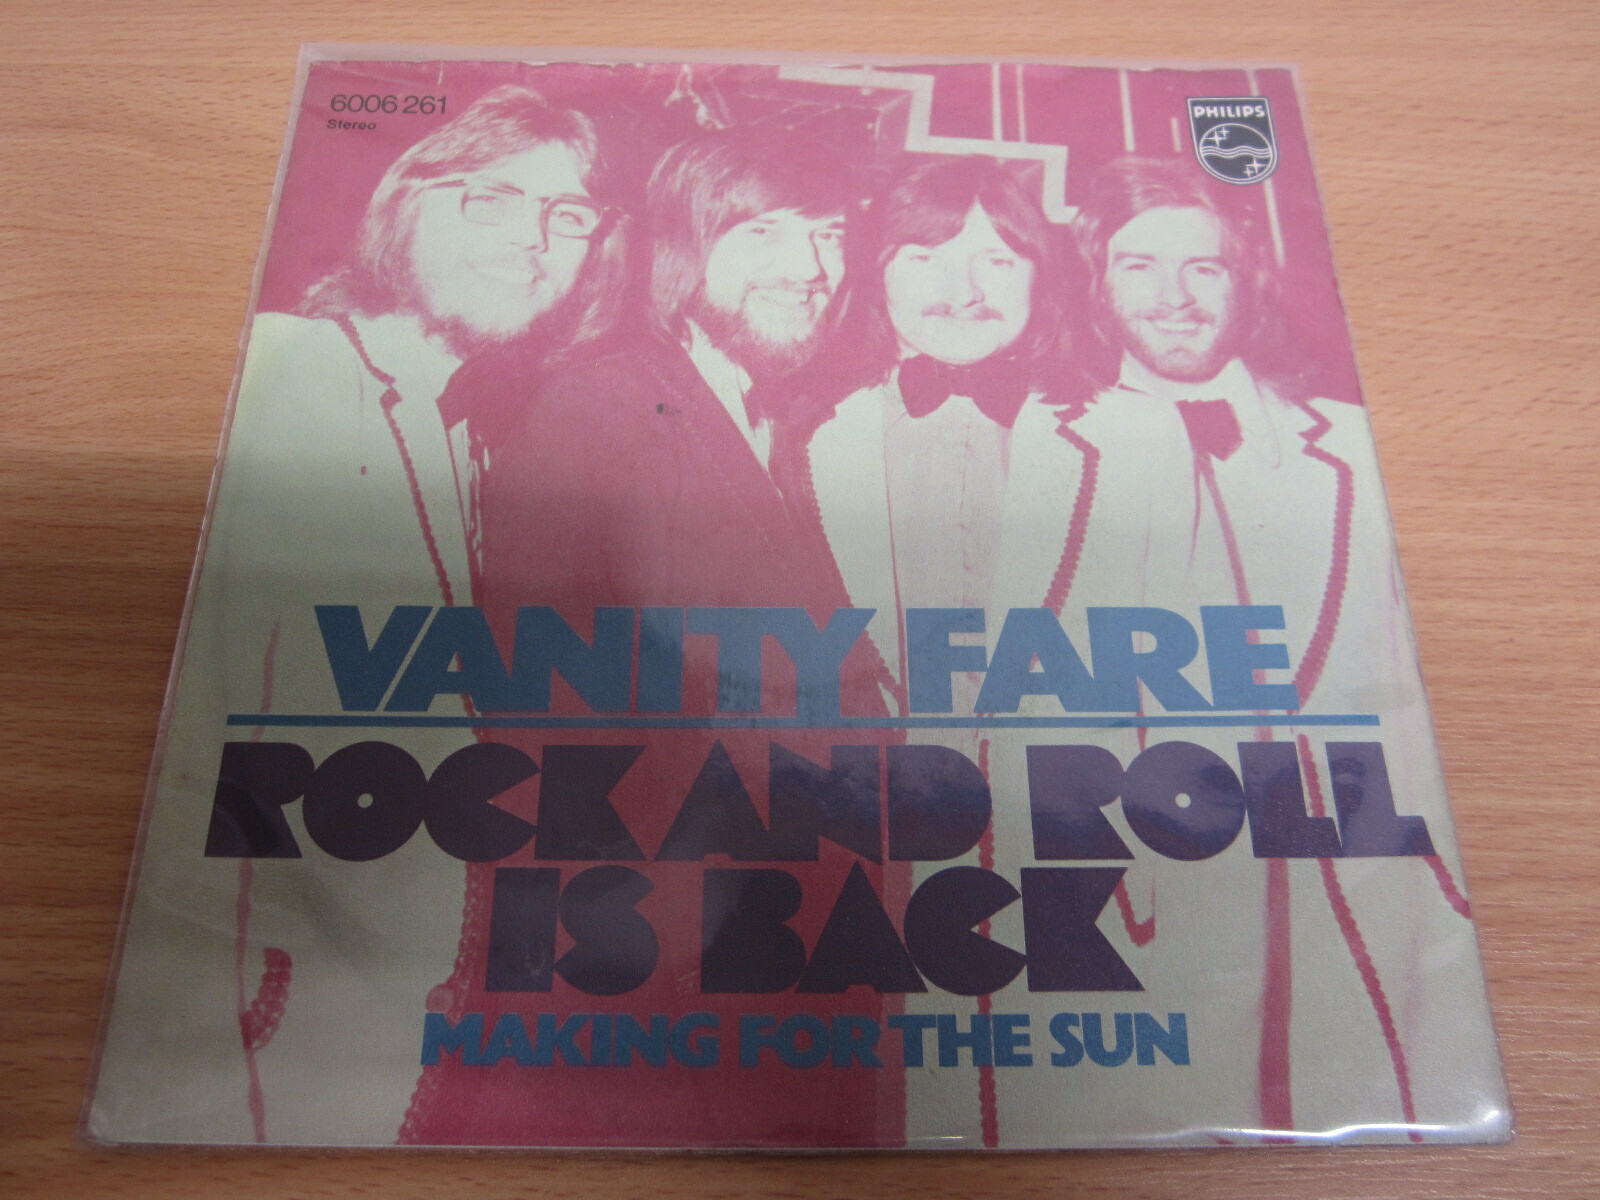 6006 261
Stereo
PHILIPS
VANITY FARE
ROCK AND ROLL
IS BACK
MAKING FOR THE SUN